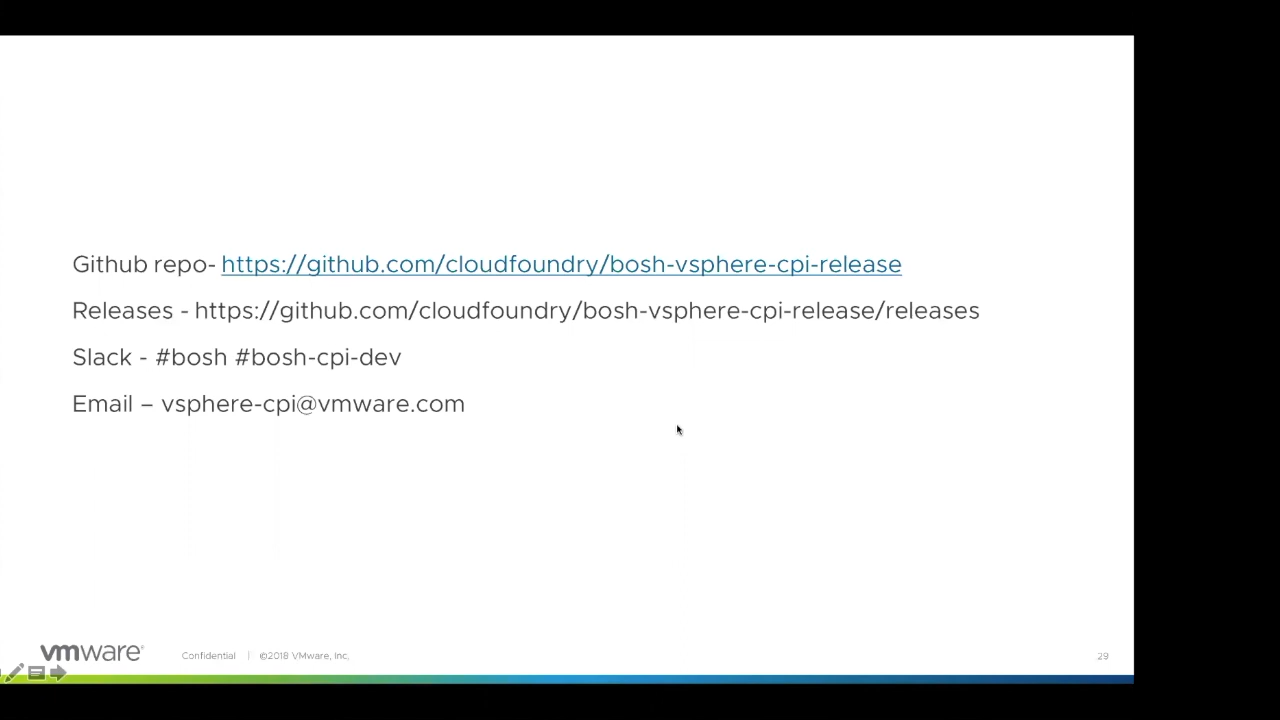 Github repo- https://github.com/cloudfoundry/bosh-vsphere-cpi-release
Releases - https://github.com/cloudfoundry/bosh-vsphere-cpi-release/releases
Slack - #bosh #bosh-cpi-dev
Email – vsphere-cpi@vmware.com
vmware® Confidential | ©2018 VMware, Inc. 29